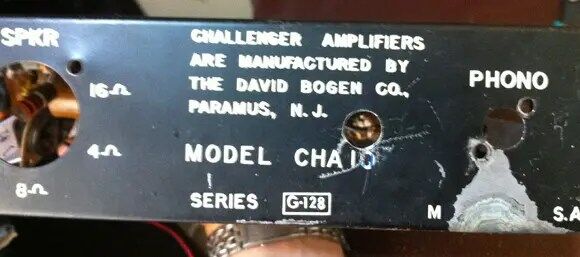 SPKR
16Ω
4Ω
8Ω
CHALLENGER AMPLIFIERS
ARE MANUFACTURED BY
THE DAVID BOGEN CO.,
PARAMUS, N. J.
MODEL CHA10
SERIES G-128
PHONO
M
S.A